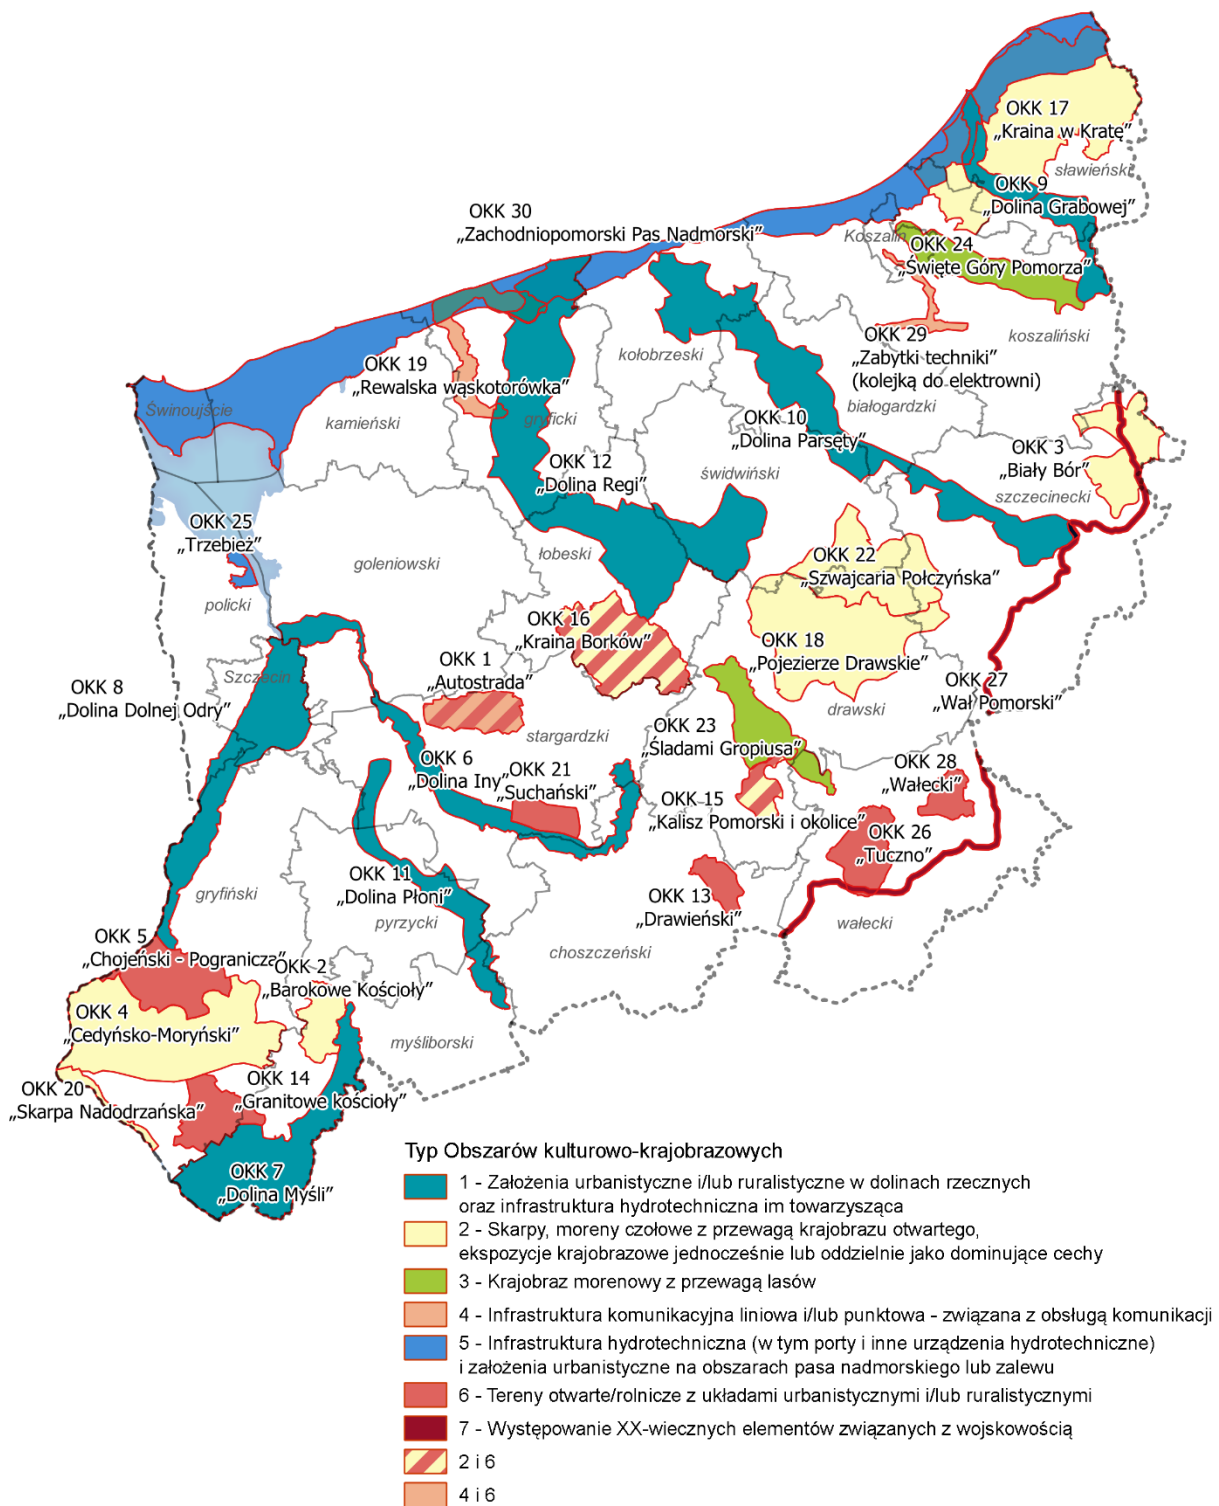 OKK 17
„Kraina w Kratę”
sławieński
OKK 9
„Dolina Grabowej”
OKK 30
„Zachodniopomorski Pas Nadmorski”
Koszalin
OKK 24
„Święte Góry Pomorza”
koszaliński
OKK 29
„Zabytki techniki”
(kolejką do elektrowni)
białogardzki
kołobrzeski
OKK 19
„Rewalska wąskotorówka”
gryficki
kamieński
Świnoujście
OKK 10
„Dolina Parsęty”
OKK 3
„Biały Bór”
szczecinecki
OKK 12
„Dolina Regi”
świdwiński
OKK 25
„Trzebież”
policki
goleniowski
łobeski
OKK 22
„Szwajcaria Połczyńska”
OKK 16
„Kraina Borków”
OKK 18
„Pojezierze Drawskie”
drawski
OKK 1
„Autostrada”
stargardzki
Szczecin
OKK 8
„Dolina Dolnej Odry”
OKK 27
„Wał Pomorski”
OKK 23
„Śladami Gropiusa”
OKK 6
„Dolina Iny”
OKK 21
„Suchański”
OKK 28
„Wałecki”
OKK 15
„Kalisz Pomorski i okolice”
OKK 26
„Tuczno”
OKK 11
„Dolina Płoni”
pyrzycki
gryfiński
OKK 13
„Drawieński”
wałecki
choszczeński
OKK 5
„Chojeński - Pogranicza”
OKK 2
„Barokowe Kościoły”
OKK 4
„Cedyńsko-Moryński”
myśliborski
OKK 20
„Skarpa Nadodrzańska”
OKK 14
„Granitowe kościoły”
OKK 7
„Dolina Myśli”
Typ Obszarów kulturowo-krajobrazowych
1 - Założenia urbanistyczne i/lub ruralistyczne w dolinach rzecznych
oraz infrastruktura hydrotechniczna im towarzysząca
2 - Skarpy, moreny czołowe z przewagą krajobrazu otwartego,
ekspozycje krajobrazowe jednocześnie lub oddzielnie jako dominujące cechy
3 - Krajobraz morenowy z przewagą lasów
4 - Infrastruktura komunikacyjna liniowa i/lub punktowa - związana z obsługą komunikacji
5 - Infrastruktura hydrotechniczna (w tym porty i inne urządzenia hydrotechniczne)
i założenia urbanistyczne na obszarach pasa nadmorskiego lub zalewu
6 - Tereny otwarte/rolnicze z układami urbanistycznymi i/lub ruralistycznymi
7 - Występowanie XX-wiecznych elementów związanych z wojskowością
2 i 6
4 i 6